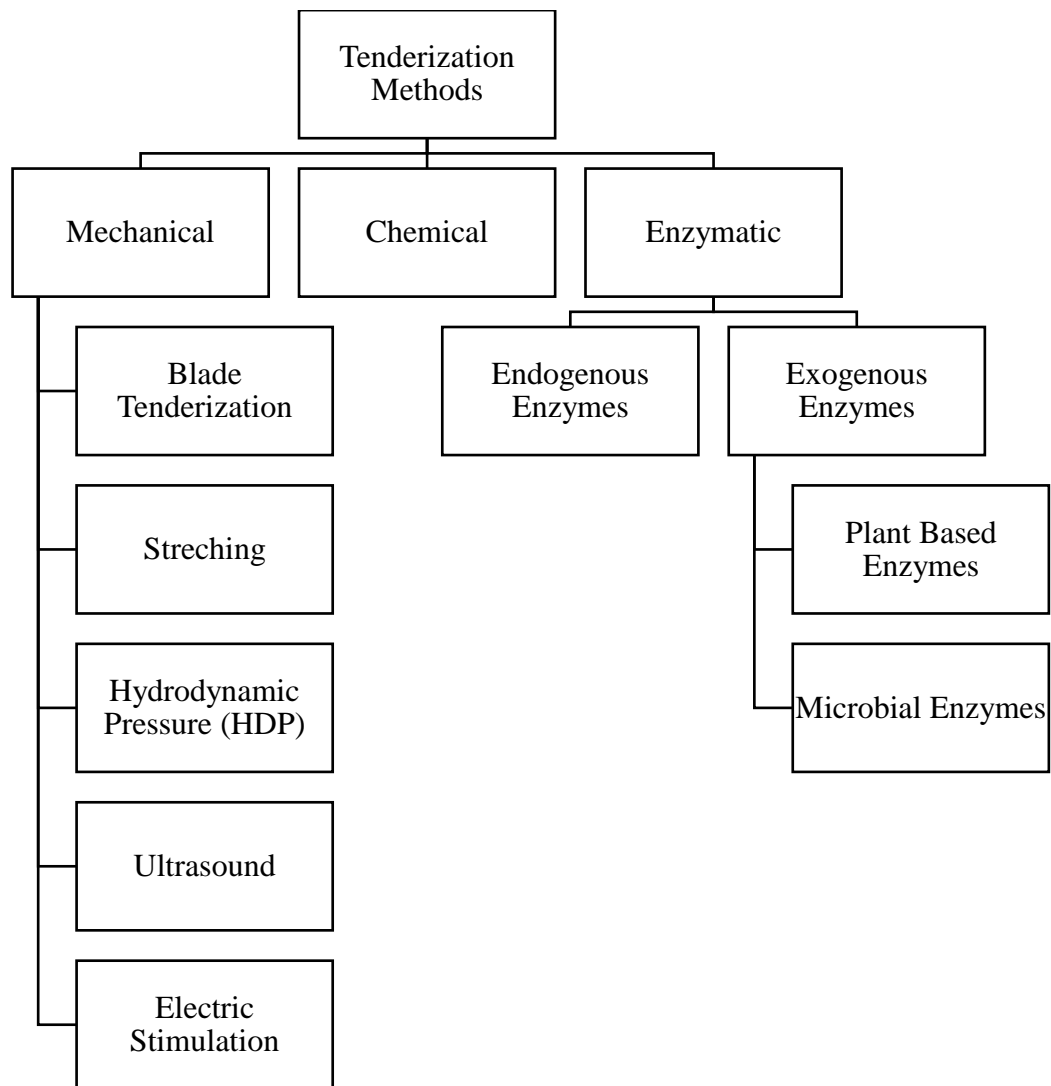 Tenderization
Methods
Mechanical
Chemical
Enzymatic
Blade
Tenderization
Streching
Hydrodynamic
Pressure (HDP)
Ultrasound
Electric
Stimulation
Endogenous
Enzymes
Exogenous
Enzymes
Plant Based
Enzymes
Microbial Enzymes